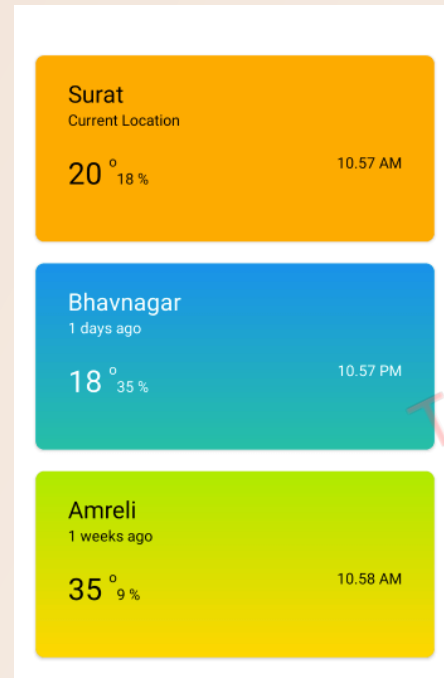 Surat
Current Location
20 °18 %
10.57 AM
Bhavnagar
1 days ago
18 °35 %
10.57 PM
Amreli
1 weeks ago
35 °9 %
10.58 AM